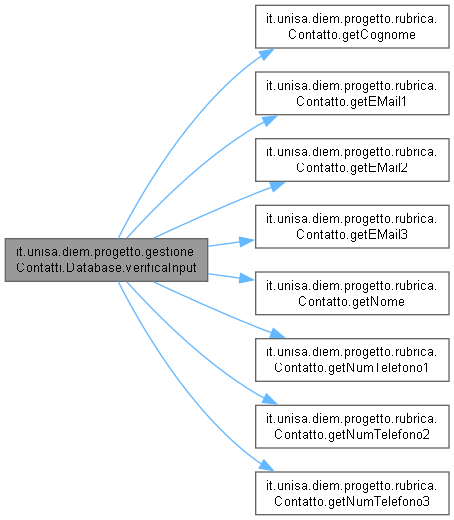 it.unisa.diem.progetto.rubrica.
Contatto.getCognome
it.unisa.diem.progetto.rubrica.
Contatto.getEMail1
it.unisa.diem.progetto.rubrica.
Contatto.getEMail2
it.unisa.diem.progetto.gestione
Contatti.Database.verificaInput
it.unisa.diem.progetto.rubrica.
Contatto.getEMail3
it.unisa.diem.progetto.rubrica.
Contatto.getNome
it.unisa.diem.progetto.rubrica.
Contatto.getNumTelefono1
it.unisa.diem.progetto.rubrica.
Contatto.getNumTelefono2
it.unisa.diem.progetto.rubrica.
Contatto.getNumTelefono3